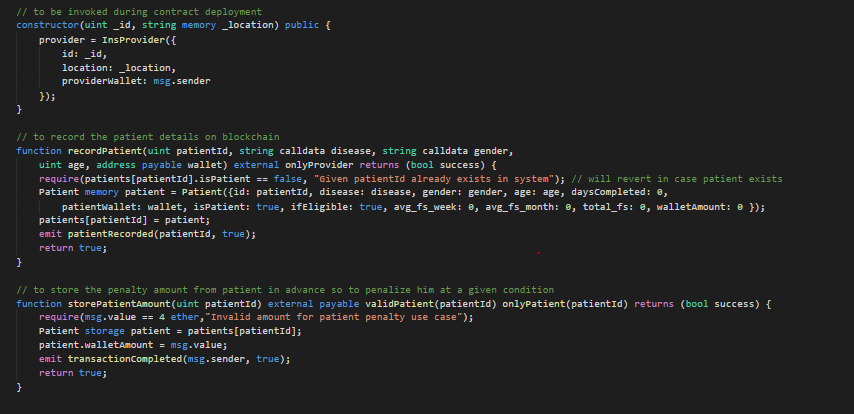 // to be invoked during contract deployment
constructor(uint _id, string memory _location) public {
provider = InsProvider({
id: _id,
location: _location,
providerWallet: msg.sender
});
}
// to record the patient details on blockchain
function recordPatient(uint patientId, string calldata disease, string calldata gender,
uint age, address payable wallet) external onlyProvider returns (bool success) {
require(patients[patientId].isPatient == false, "Given patientId already exists in system"); // will revert in case patient exists
Patient memory patient = Patient({id: patientId, disease: disease, gender: gender, age: age, daysCompleted: 0,
patientWallet: wallet, isPatient: true, ifEligible: true, avg_fs_week: 0, avg_fs_month: 0, total_fs: 0, walletAmount: 0 });
patients[patientId] = patient;
emit patientRecorded(patientId, true);
return true;
}
// to store the penalty amount from patient in advance so to penalize him at a given condition
function storePatientAmount(uint patientId) external payable validPatient(patientId) onlyPatient(patientId) returns (bool success) {
require(msg.value == 4 ether,"Invalid amount for patient penalty use case");
Patient storage patient = patients[patientId];
patient.walletAmount = msg.value;
emit transactionCompleted(msg.sender, true);
return true;
}